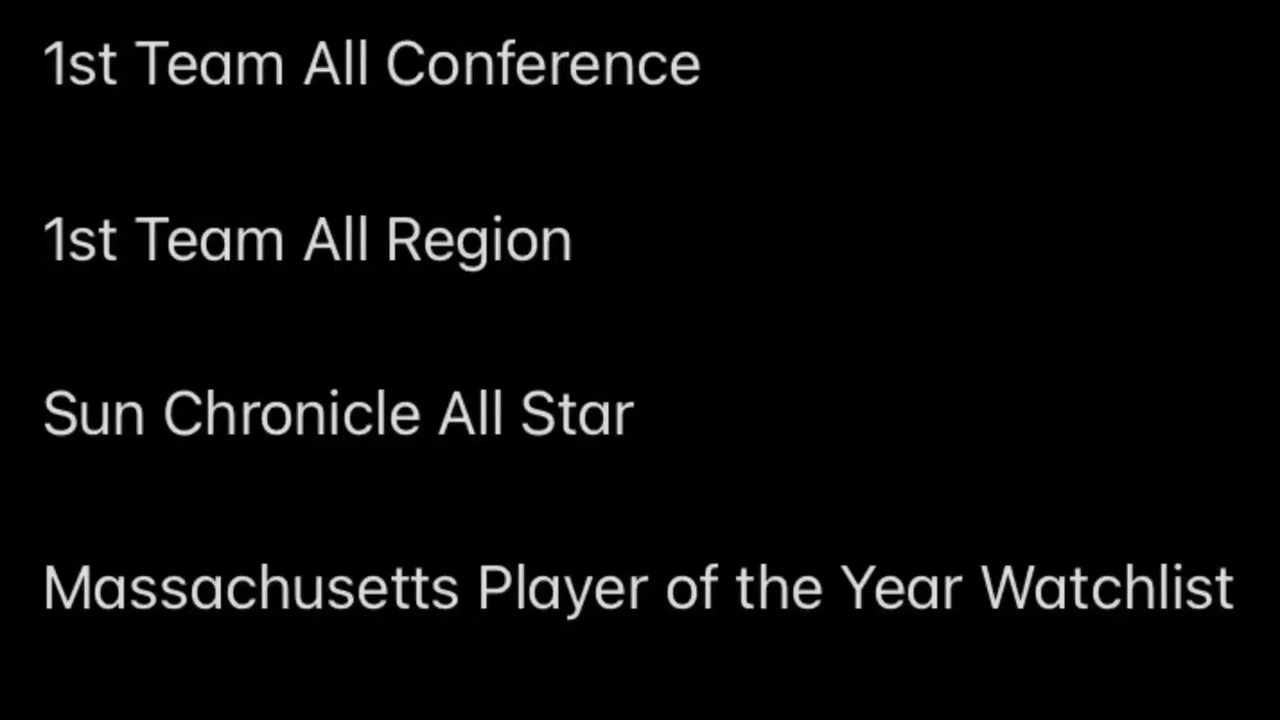 1st Team All Conference
1st Team All Region
Sun Chronicle All Star
Massachusetts Player of the Year Watchlist